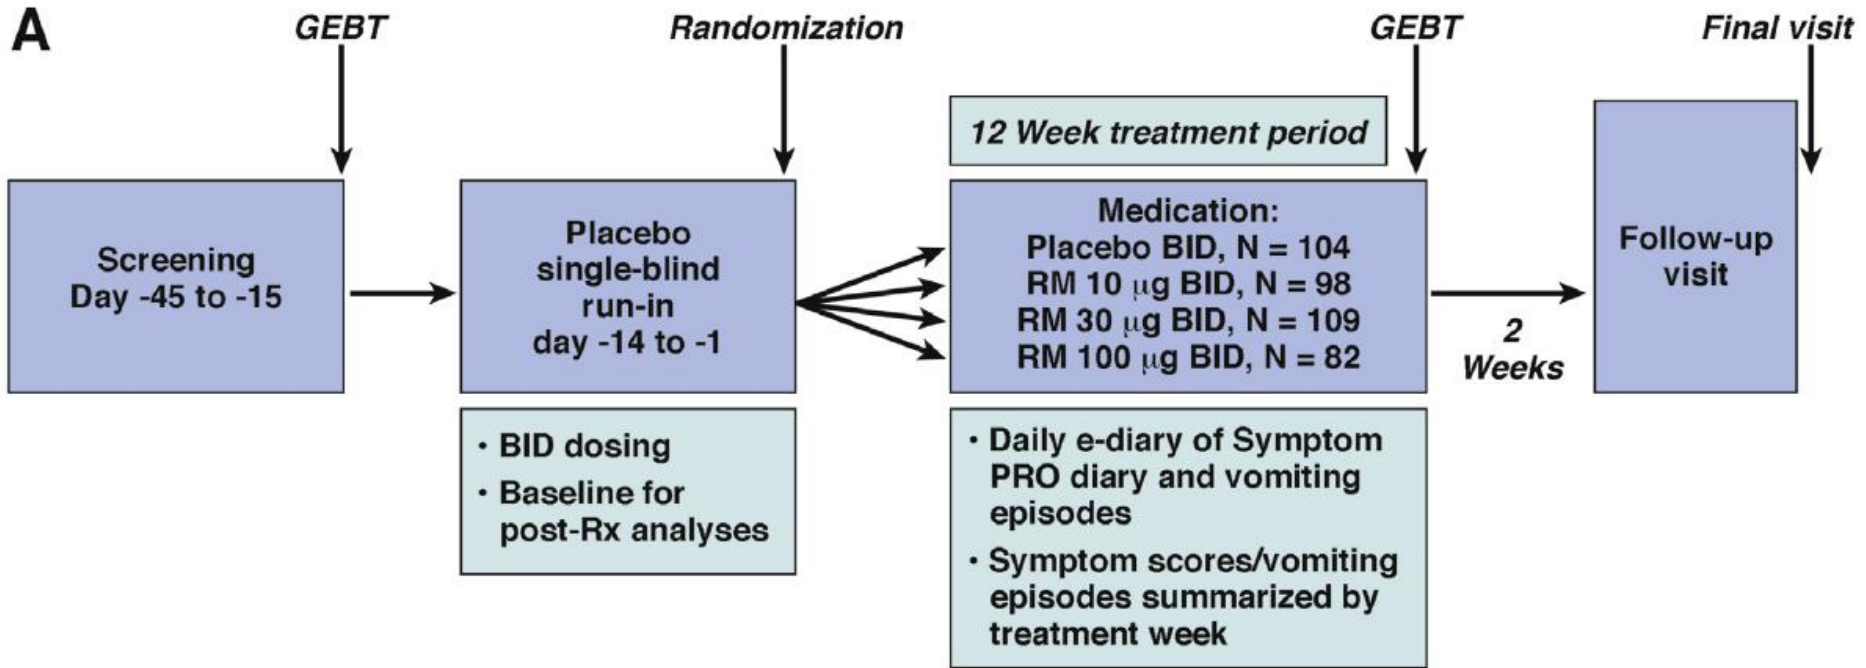 A
GEBT
Randomization
GEBT
Final visit
12 Week treatment period
Screening
Day -45 to -15
Placebo
single-blind
run-in
day -14 to -1
Medication:
Placebo BID, N = 104
RM 10 μg BID, N = 98
RM 30 μg BID, N = 109
RM 100 μg BID, N = 82
2
Weeks
Follow-up
visit
· BID dosing
· Baseline for
post-Rx analyses
· Daily e-diary of Symptom
PRO diary and vomiting
episodes
· Symptom scores/vomiting
episodes summarized by
treatment week